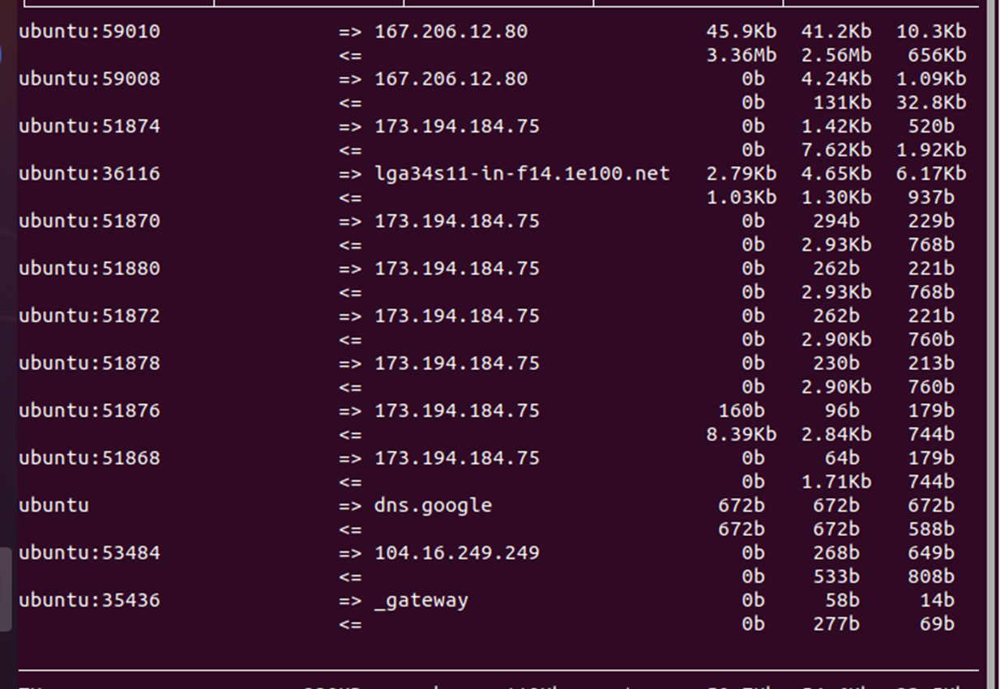 ubuntu:59010 => 167.206.12.80 45.9Kb 41.2Kb 10.3Kb
<= 3.36Mb 2.56Mb 656Kb
ubuntu:59008 => 167.206.12.80 0b 4.24Kb 1.09Kb
<= 0b 131Kb 32.8Kb
ubuntu:51874 => 173.194.184.75 0b 1.42Kb 520b
<= 0b 7.62Kb 1.92Kb
ubuntu:36116 => lga34s11-in-f14.1e100.net 2.79Kb 4.65Kb 6.17Kb
<= 1.03Kb 1.30Kb 937b
ubuntu:51870 => 173.194.184.75 0b 294b 229b
<= 0b 2.93Kb 768b
ubuntu:51880 => 173.194.184.75 0b 262b 221b
<= 0b 2.93Kb 768b
ubuntu:51872 => 173.194.184.75 0b 262b 221b
<= 0b 2.90Kb 760b
ubuntu:51878 => 173.194.184.75 0b 230b 213b
<= 0b 2.90Kb 760b
ubuntu:51876 => 173.194.184.75 160b 96b 179b
<= 8.39Kb 2.84Kb 744b
ubuntu:51868 => 173.194.184.75 0b 64b 179b
<= 0b 1.71Kb 744b
ubuntu => dns.google 672b 672b 672b
<= 672b 672b 588b
ubuntu:53484 => 104.16.249.249 0b 268b 649b
<= 0b 533b 808b
ubuntu:35436 => _gateway 0b 58b 14b
<= 0b 277b 69b